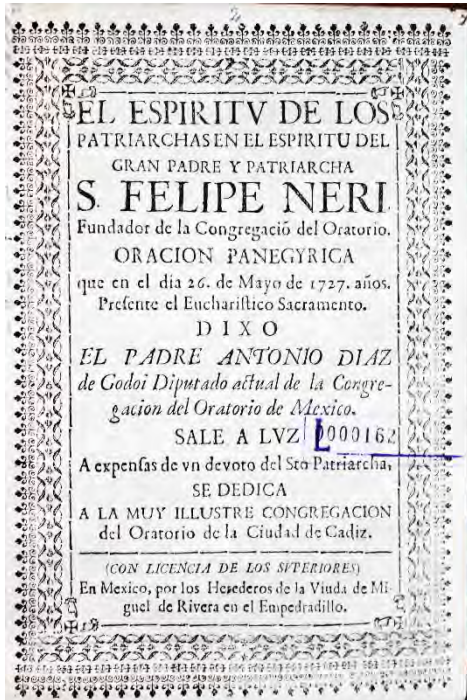 EL ESPIRITV DE LOS
PATRIARCHAS EN EL ESPIRITU DEL
GRAN PADRE Y PATRIARCHA
S. FELIPE NERI
Fundador de la Congregació del Oratorio.
ORACION PANEGYRICA
que en el dia 26. de Mayo de 1727. años.
Presente el Eucharistico Sacramento.
DIXO
EL PADRE ANTONIO DIAZ
de Godoi Diputado actual de la Congre-
gacion del Oratorio de Mexico.
SALE A LVZ 2000162
A expensas de vn devoto del Sto Patriarcha,
SE DEDICA
A LA MUY ILLUSTRE CONGREGACION
del Oratorio de la Ciudad de Cadiz.
(CON LICENCIA DE LOS SVPERIORES)
En Mexico, por los Herederos de la Viuda de Mi
guel de Rivera en el Empedradillo.